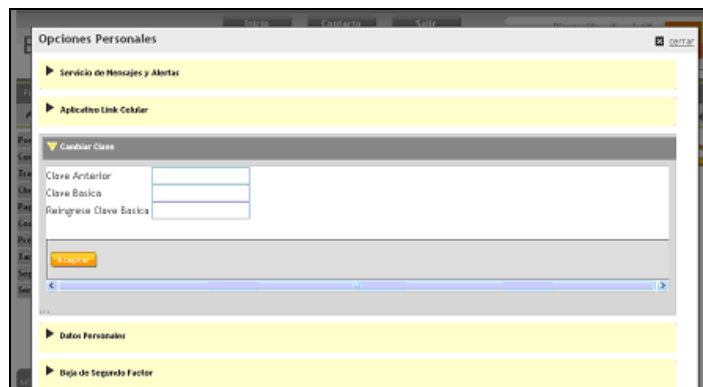 Inicio Contacto Salir
Opciones Personales
cerrar
Servicio de Mensajes y Alertas
Aplicativo Link Celular
Cambiar Clave
Clave Anterior
Clave Basica
Reingrese Clave Basica
Aceptar
...
Datos Personales
Baja de Segundo Factor